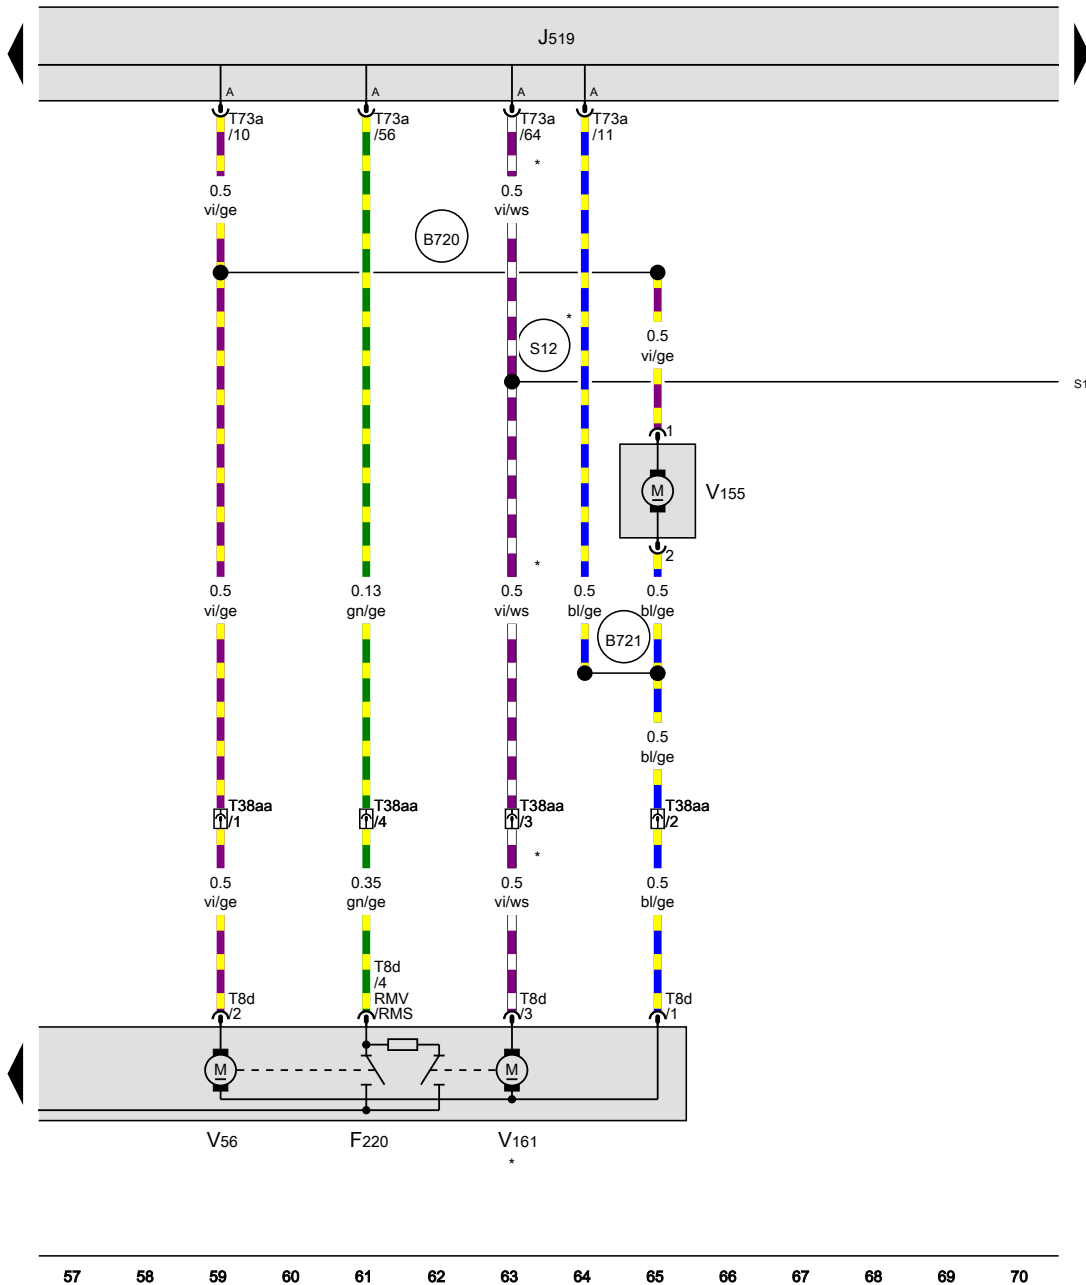 J519
A A A A
T73a T73a T73a T73a
/10 /56 /64 /11
*
0.5 0.5
vi/ge vi/ws
B720
*
0.5
S12
vi/ge
S1
1
M V155
2
*
0.5 0.13 0.5 0.5 0.5
vi/ge gn/ge vi/ws bl/ge bl/ge
B721
0.5
bl/ge
T38aa T38aa T38aa T38aa
/1 /4 /3 /2
*
0.5 0.35 0.5 0.5
vi/ge gn/ge vi/ws bl/ge
T8d
/4
T8d RMV T8d T8d
/2 /RMS /3 /1
M M
V56 F220 V161
*
57 58 59 60 61 62 63 64 65 66 67 68 69 70